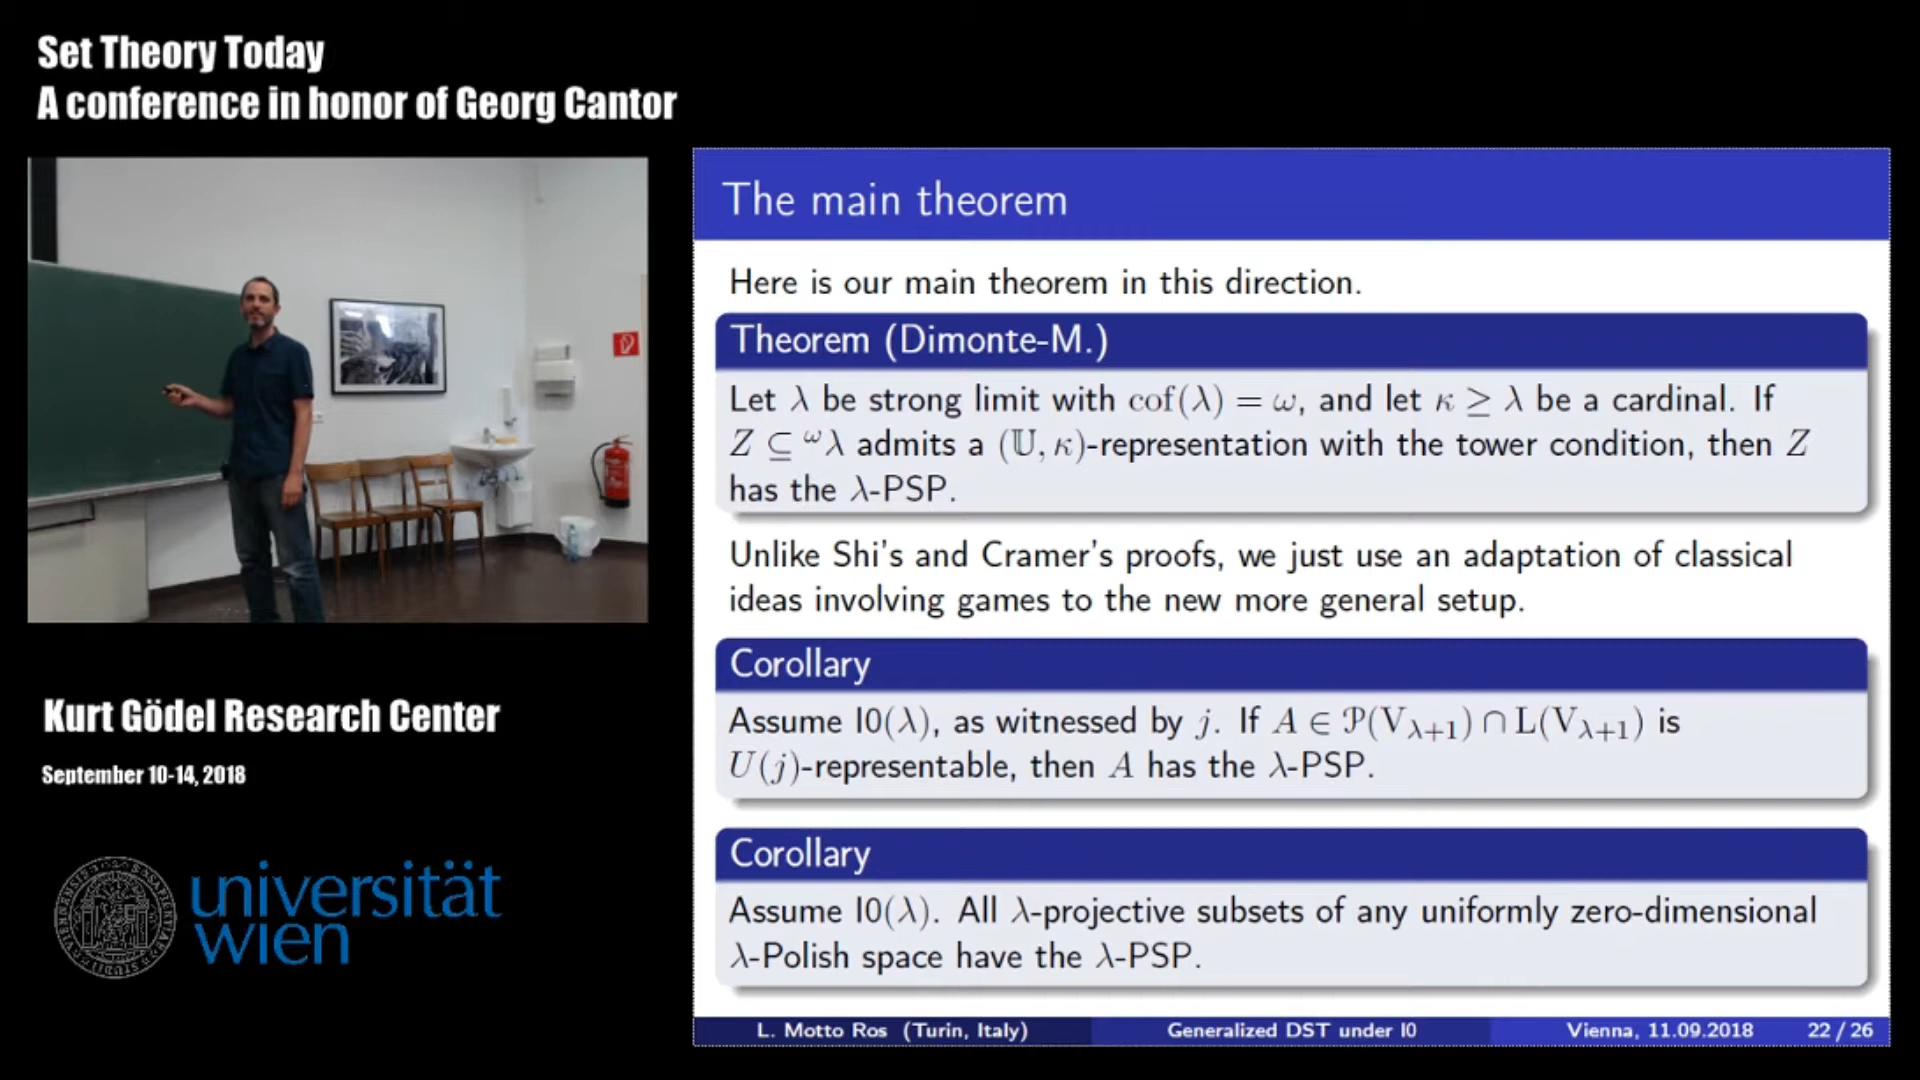 Set Theory Today
A conference in honor of Georg Cantor
The main theorem
Here is our main theorem in this direction.
Theorem (Dimonte-M.)
Let λ be strong limit with cof(λ) = ω, and let κ ≥ λ be a cardinal. If
Z ⊆ ^ωλ admits a (𝕌, κ)-representation with the tower condition, then Z
has the λ-PSP.
Unlike Shi's and Cramer's proofs, we just use an adaptation of classical
ideas involving games to the new more general setup.
Corollary
Assume I0(λ), as witnessed by j. If A ∈ 𝒫(V_{λ+1}) ∩ L(V_{λ+1}) is
U(j)-representable, then A has the λ-PSP.
Corollary
Assume I0(λ). All λ-projective subsets of any uniformly zero-dimensional
λ-Polish space have the λ-PSP.
L. Motto Ros (Turin, Italy) Generalized DST under I0 Vienna, 11.09.2018 22 / 26
Kurt Gödel Research Center
September 10-14, 2018
universität
wien